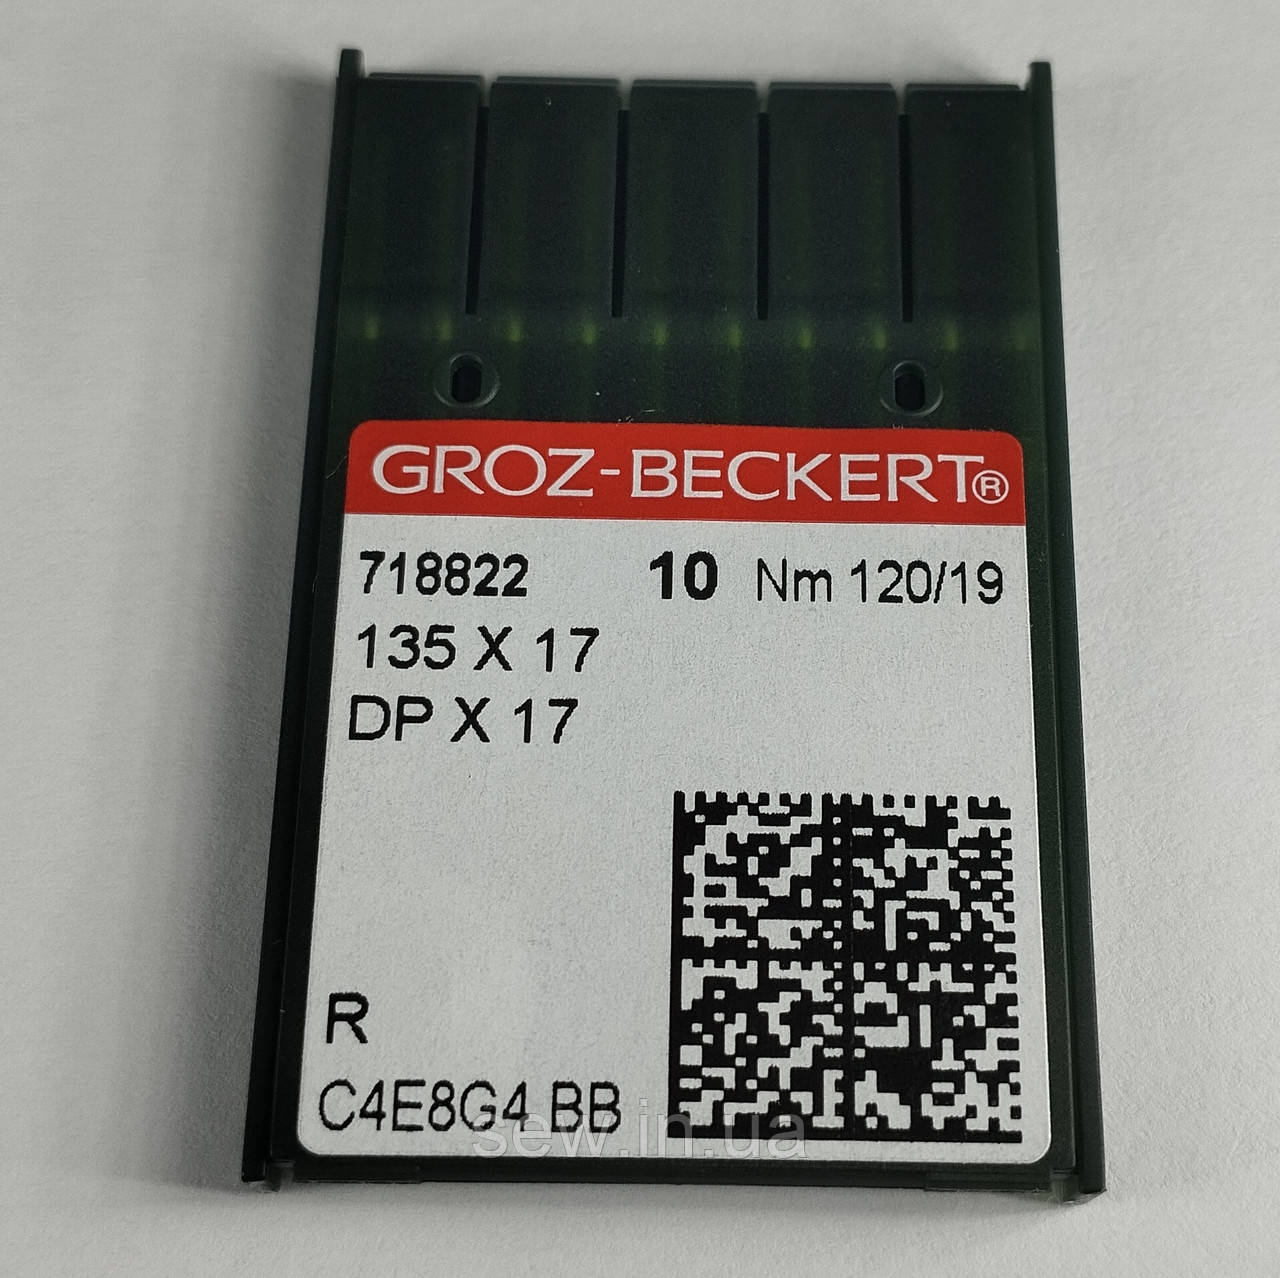 GROZ-BECKERT®
718822 10 Nm 120/19
135 X 17
DP X 17
R
C4E8G4 BB
sew.in.ua